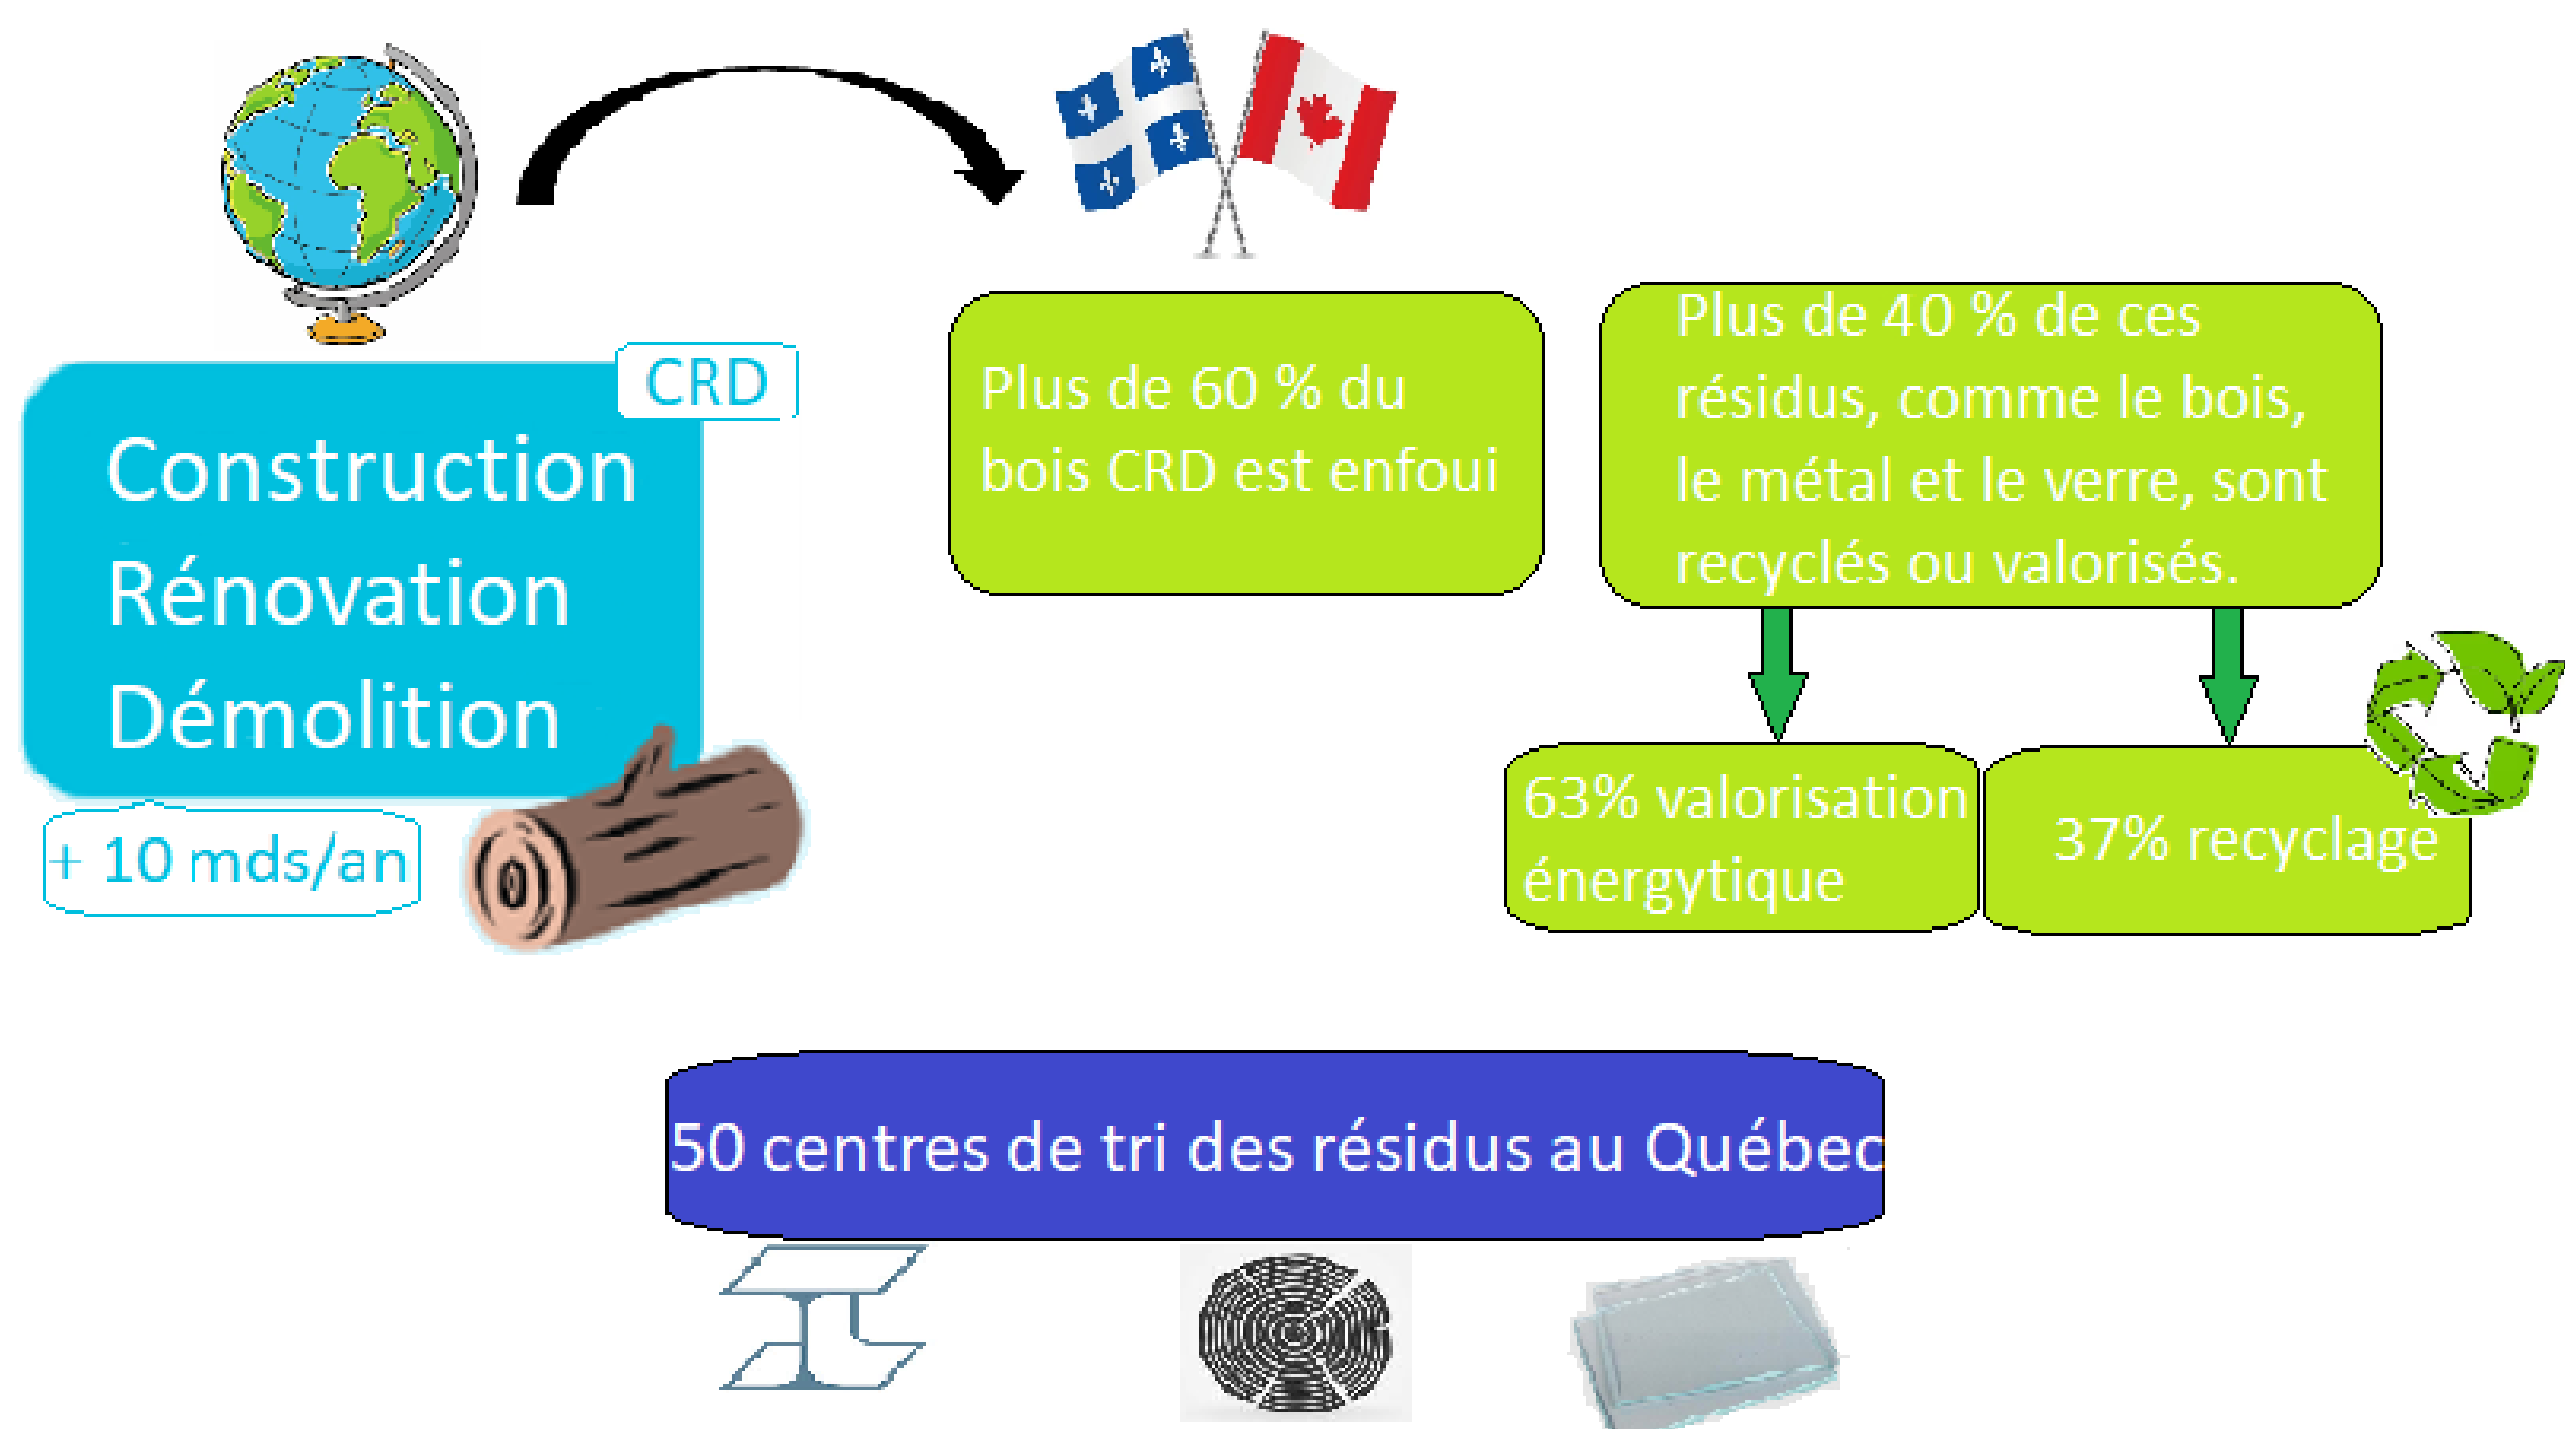 CRD
Construction
Rénovation
Démolition
+ 10 mds/an
Plus de 60 % du
bois CRD est enfoui
Plus de 40 % de ces
résidus, comme le bois,
le métal et le verre, sont
recyclés ou valorisés.
63% valorisation
énergytique
37% recyclage
50 centres de tri des résidus au Québec